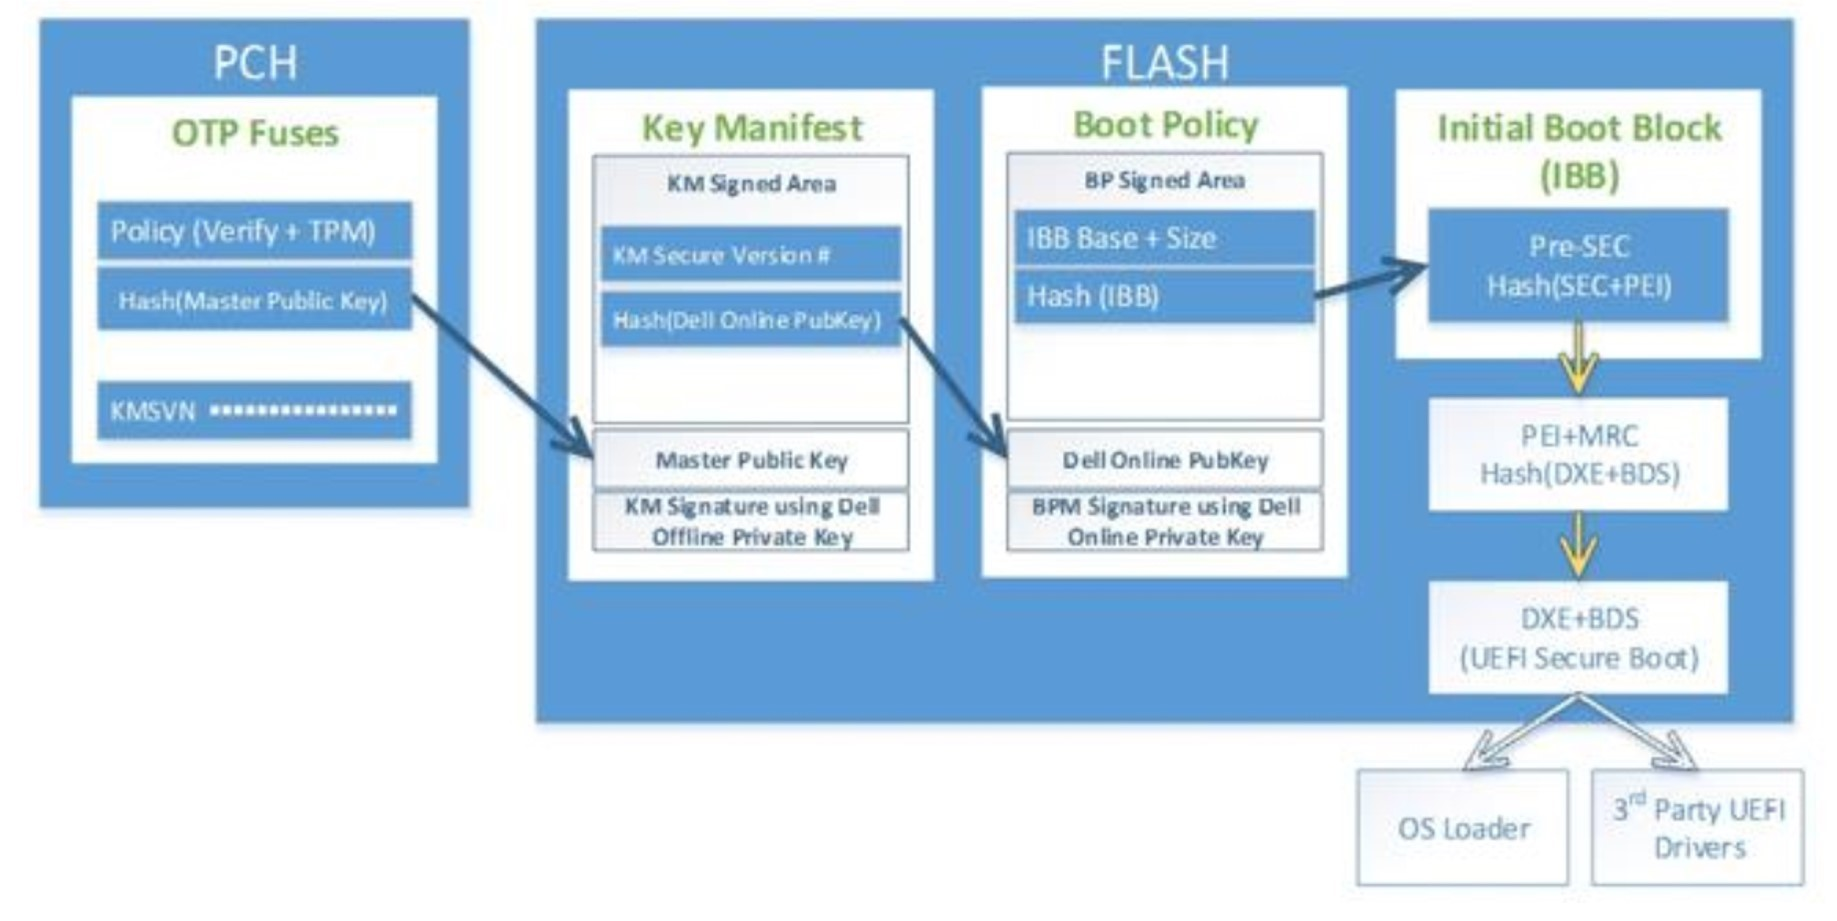 PCH
OTP Fuses
Policy (Verify + TPM)
Hash(Master Public Key)
KMSVN
FLASH
Key Manifest
KM Signed Area
KM Secure Version #
Hash(Dell Online PubKey)
Master Public Key
KM Signature using Dell
Offline Private Key
Boot Policy
BP Signed Area
IBB Base + Size
Hash (IBB)
Dell Online PubKey
BPM Signature using Dell
Online Private Key
Initial Boot Block
(IBB)
Pre-SEC
Hash(SEC+PEI)
PEI+MRC
Hash(DXE+BDS)
DXE+BDS
(UEFI Secure Boot)
OS Loader
3rd Party UEFI
Drivers